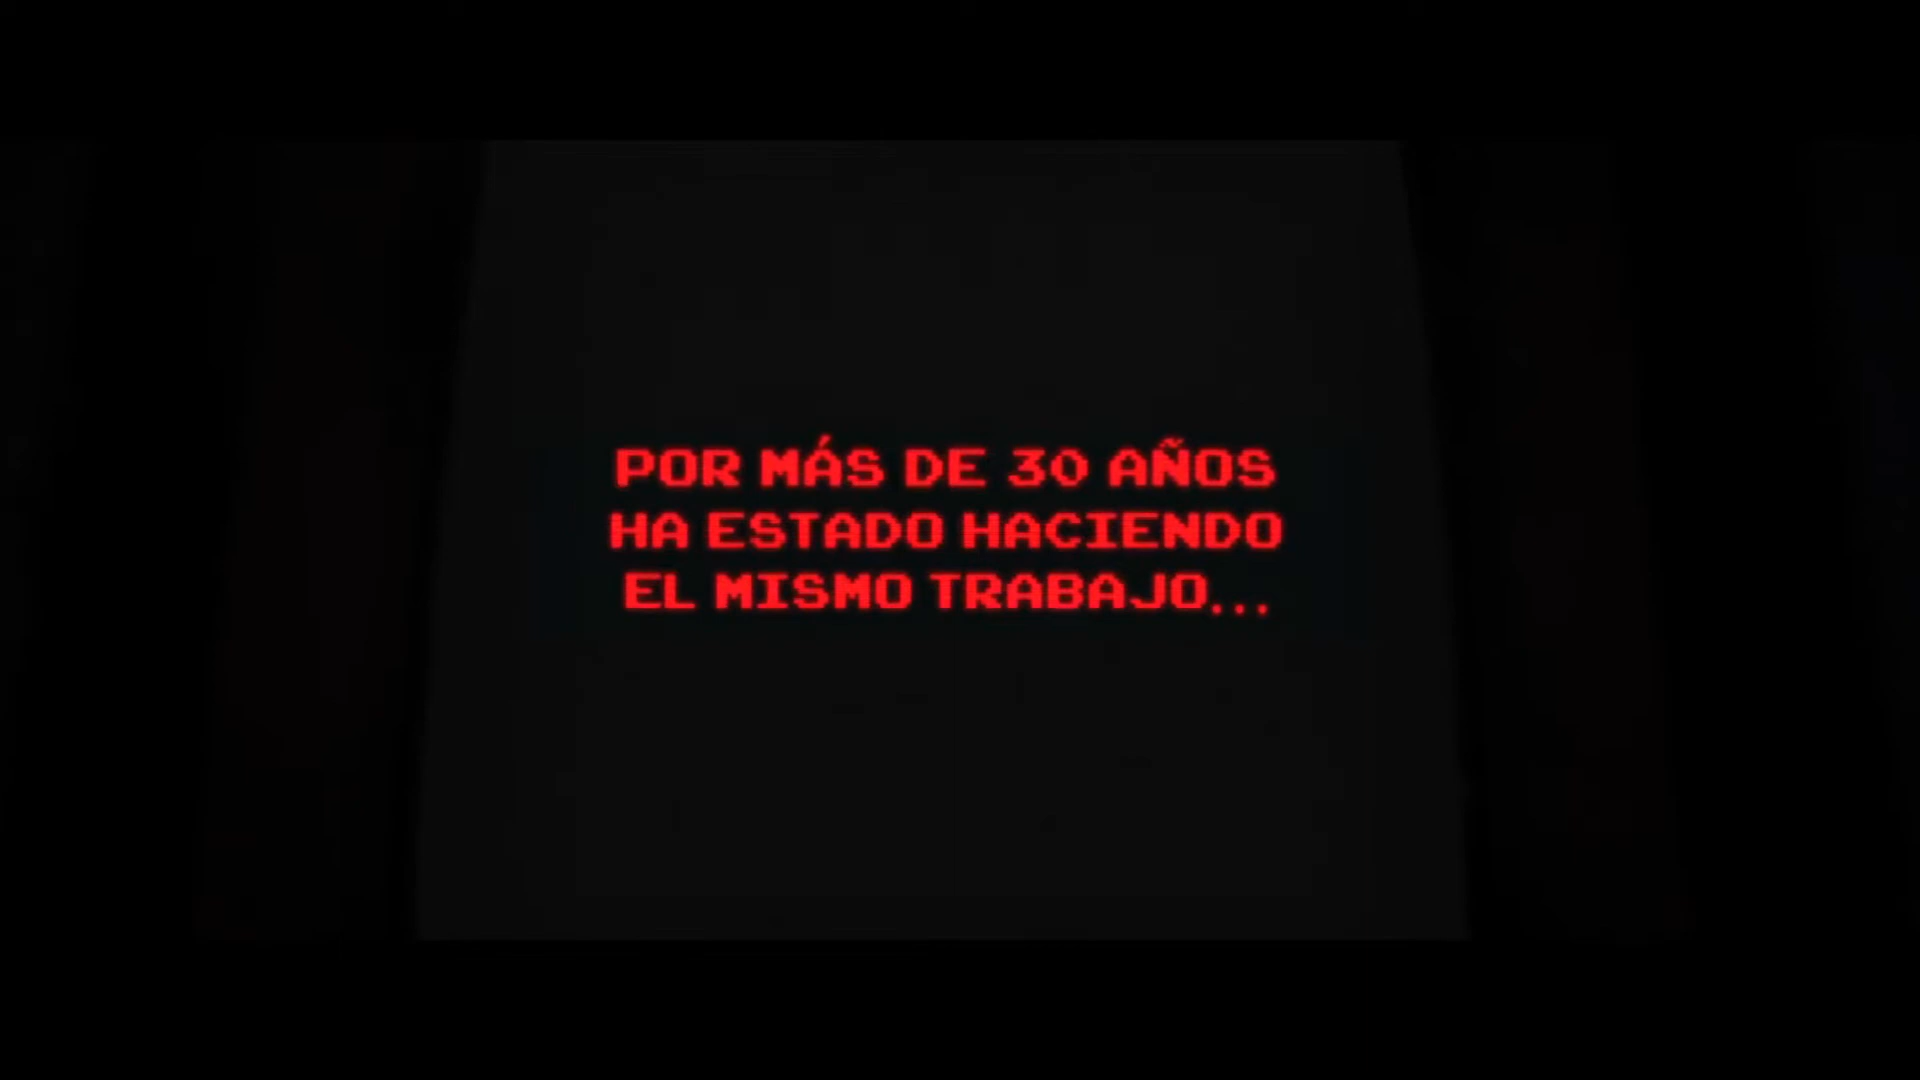 POR MÁS DE 30 AÑOS
HA ESTADO HACIENDO
EL MISMO TRABAJO...